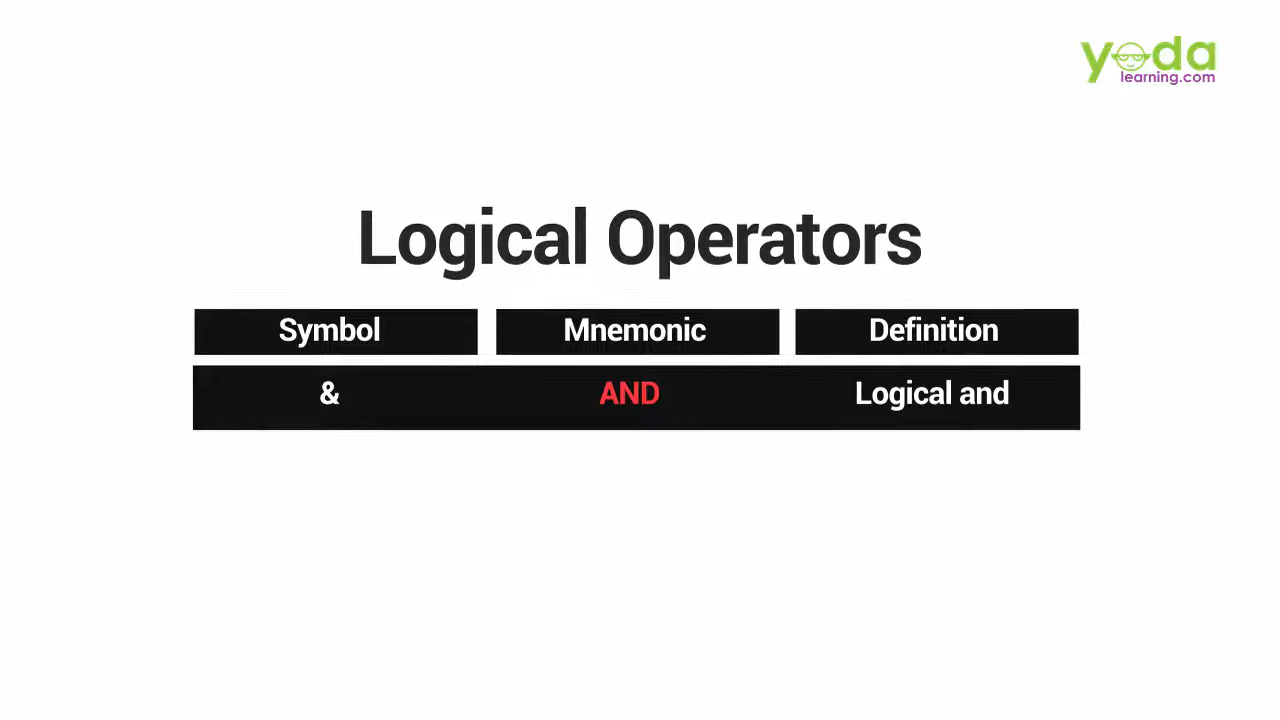 yoda
learning.com
Logical Operators
Symbol Mnemonic Definition
& AND Logical and